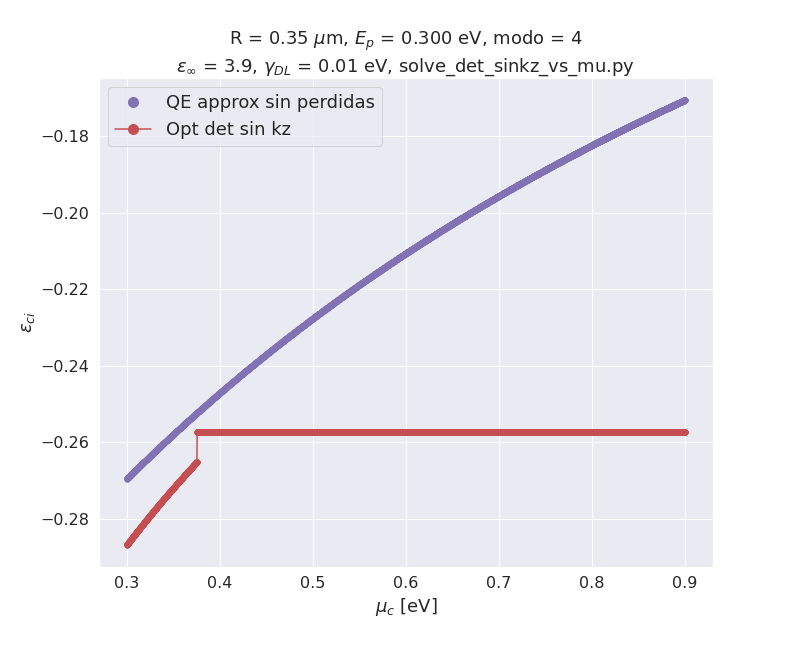 R = 0.35 μm, E_p = 0.300 eV, modo = 4
ε_∞ = 3.9, γ_DL = 0.01 eV, solve_det_sinkz_vs_mu.py
QE approx sin perdidas
Opt det sin kz
−0.18
−0.20
−0.22
−0.24
−0.26
−0.28
ε_ci
0.3 0.4 0.5 0.6 0.7 0.8 0.9
μ_c [eV]